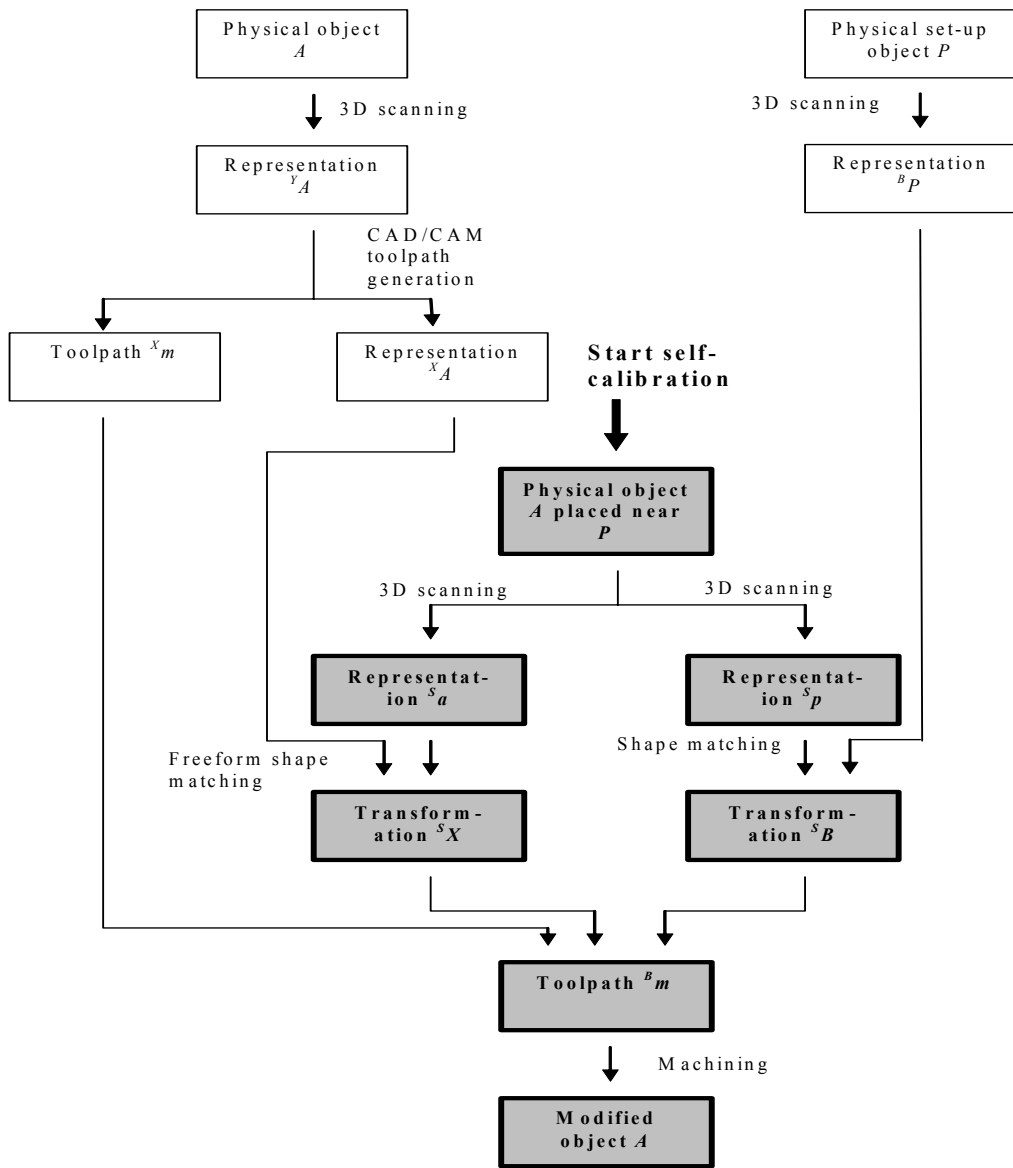 Physical object
A
Physical set-up
object P
3D scanning
3D scanning
Representation
ʸA
Representation
ᴮP
CAD/CAM
toolpath
generation
Toolpath ˣm
Representation
ˣA
Start self-
calibration
Physical object
A placed near
P
3D scanning
3D scanning
Representat-
ion ˢa
Representat-
ion ˢp
Freeform shape
matching
Shape matching
Transform-
ation ˢX
Transform-
ation ˢB
Toolpath ᴮm
Machining
Modified
object A